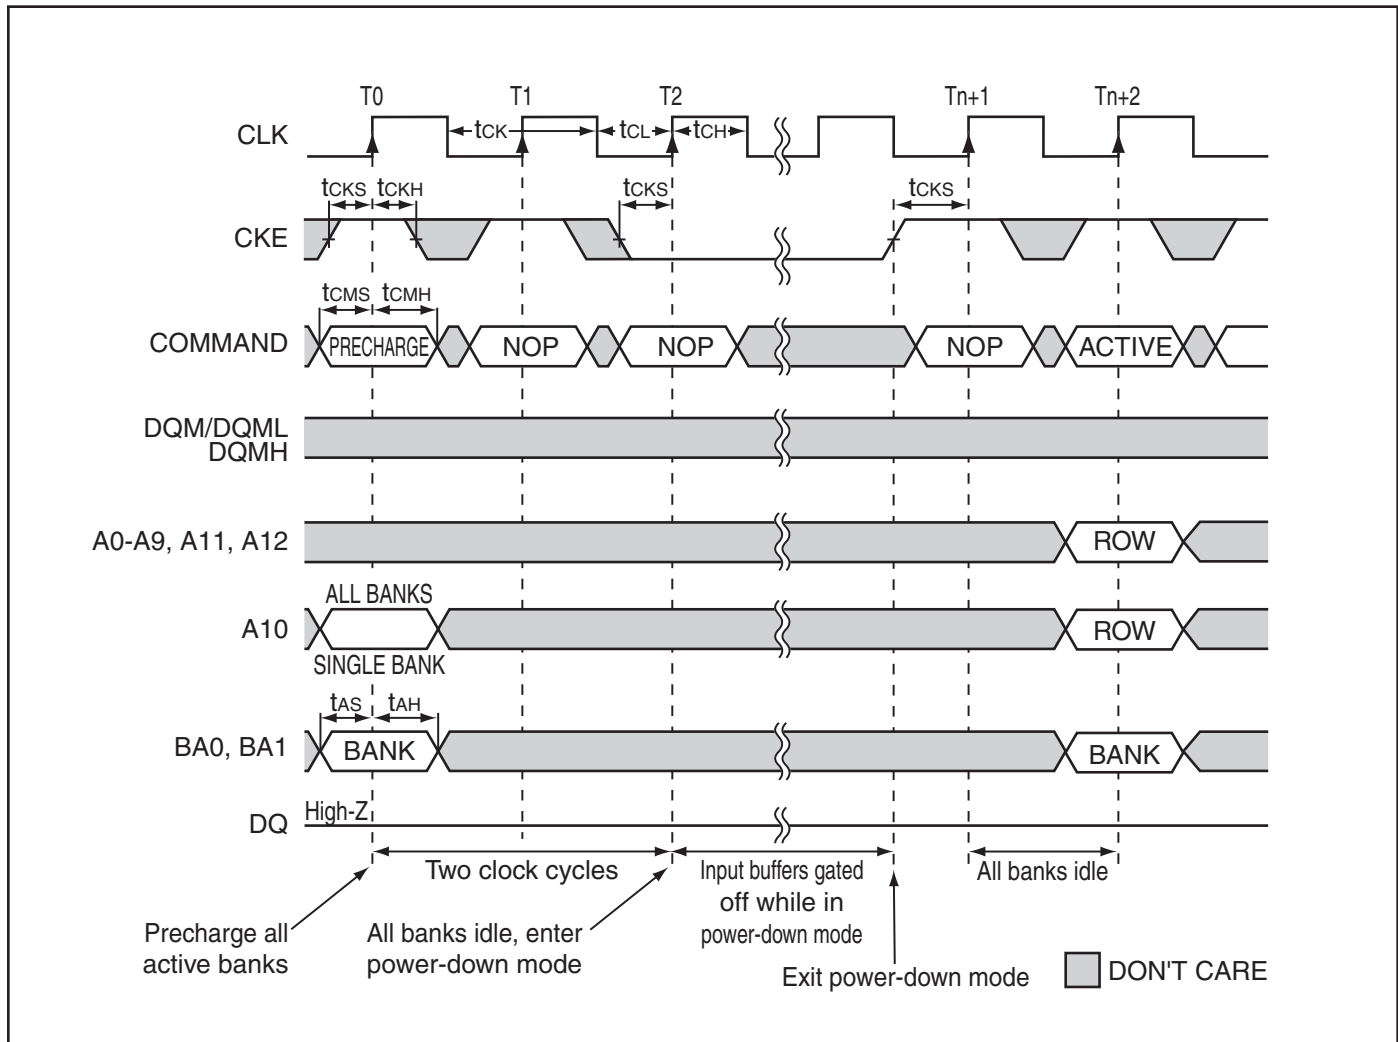 T0 T1 T2 Tn+1 Tn+2
CLK tCK tCL tCH
tCKS tCKH tCKS tCKS
CKE
tCMS tCMH
COMMAND PRECHARGE NOP NOP NOP ACTIVE
DQM/DQML
DQMH
A0-A9, A11, A12 ROW
ALL BANKS
A10 ROW
SINGLE BANK
tAS tAH
BA0, BA1 BANK BANK
DQ High-Z
Two clock cycles
Input buffers gated
off while in
power-down mode
All banks idle
Precharge all
active banks
All banks idle, enter
power-down mode
Exit power-down mode
DON'T CARE